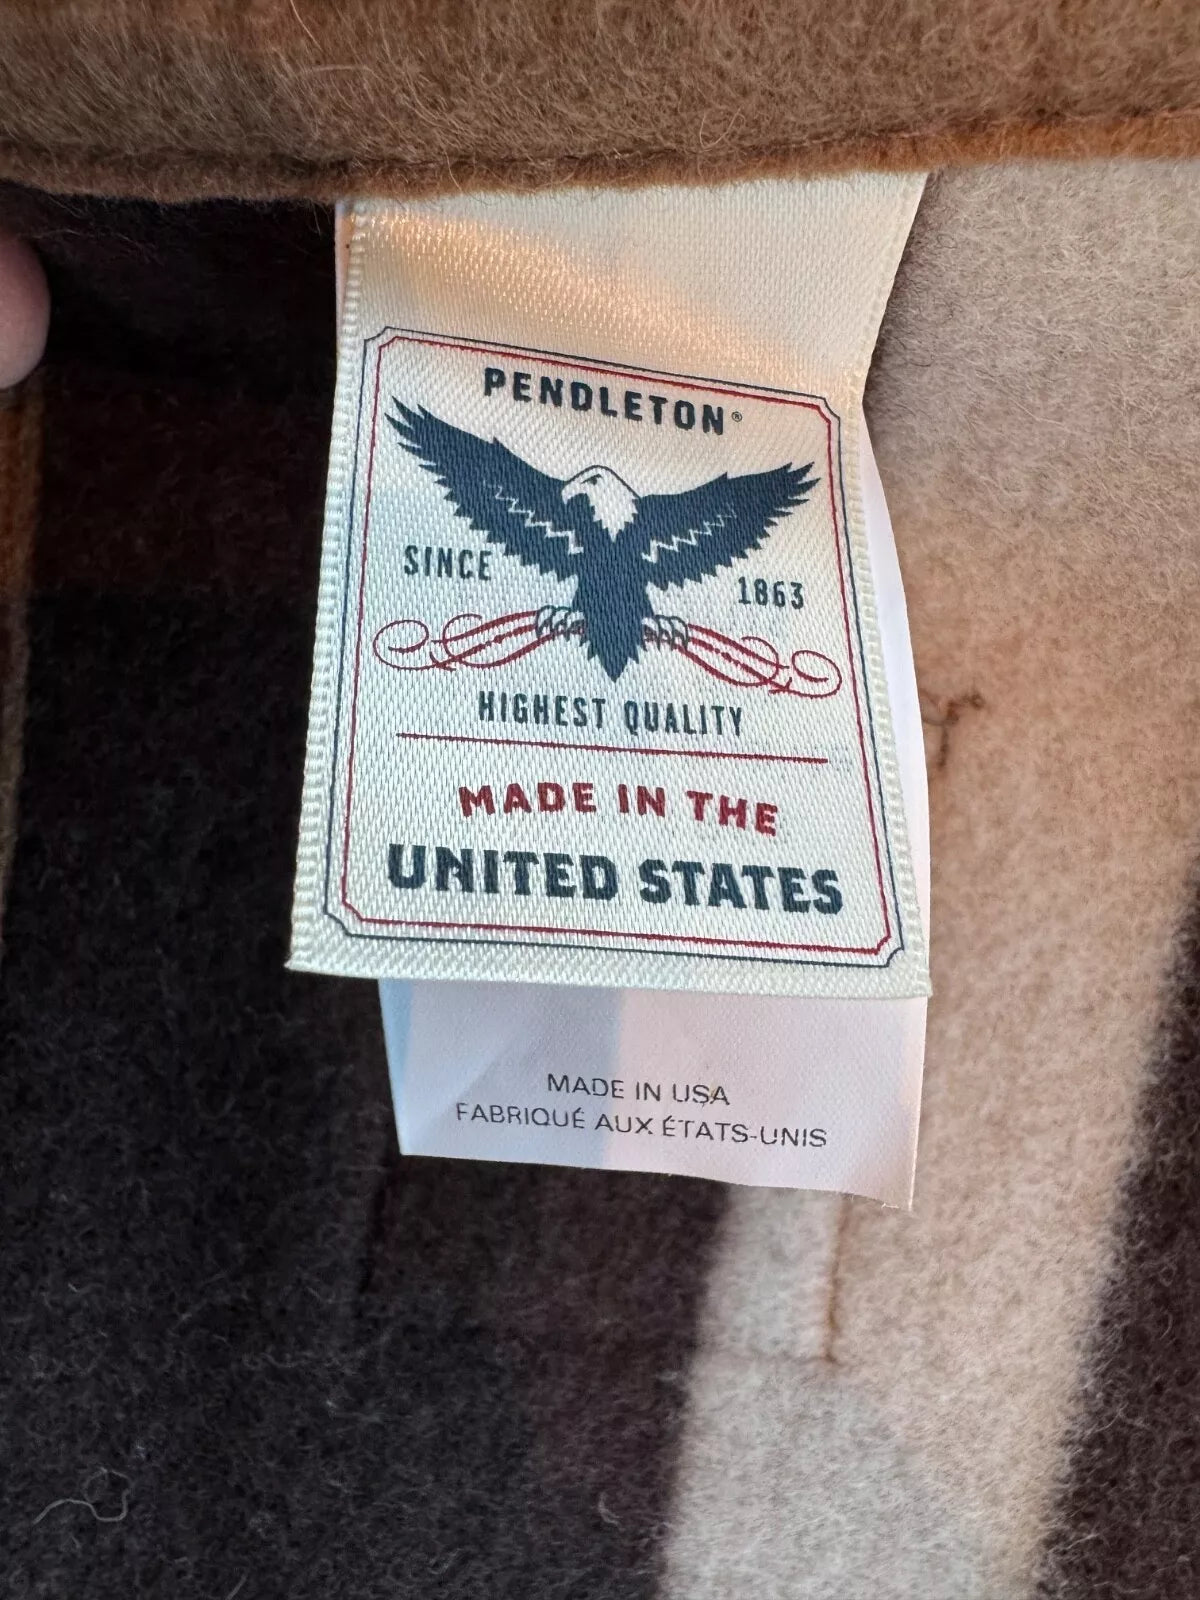 PENDLETON®
SINCE 1863
HIGHEST QUALITY
MADE IN THE
UNITED STATES
MADE IN USA
FABRIQUÉ AUX ÉTATS-UNIS